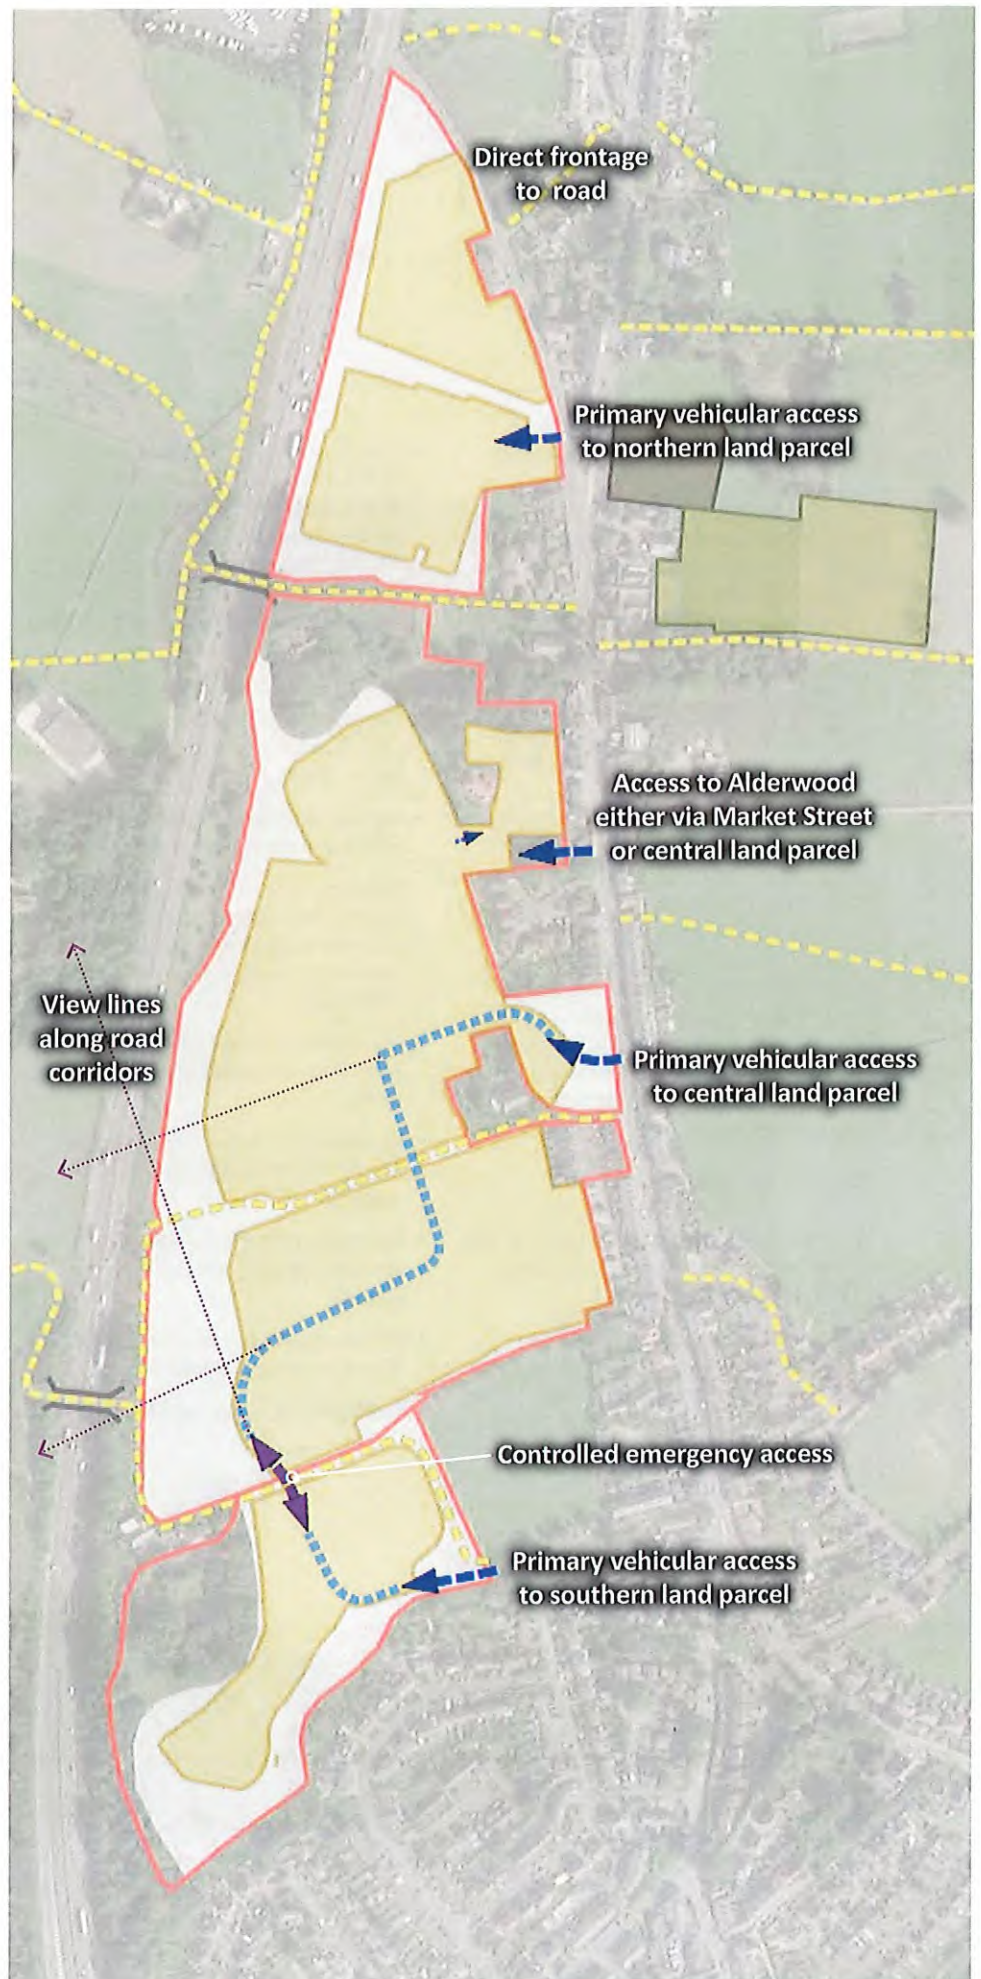 Direct frontage
to road
Primary vehicular access
to northern land parcel
Access to Alderwood
either via Market Street
or central land parcel
View lines
along road
corridors
Primary vehicular access
to central land parcel
Controlled emergency access
Primary vehicular access
to southern land parcel